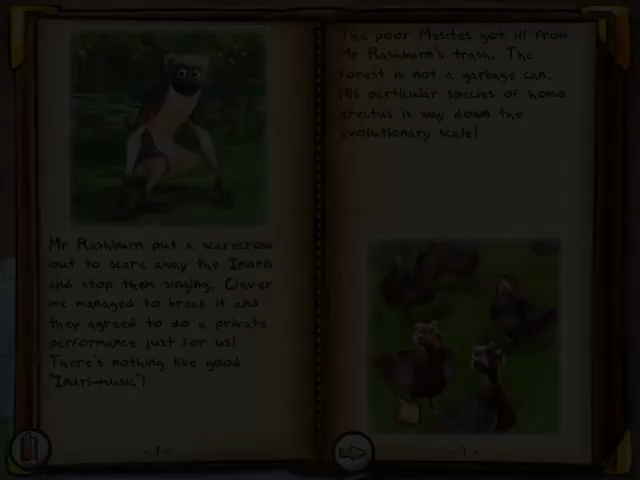 Mr Rashburn put a scarecrow
out to scare away the Indris
and stop them singing. Clever
me managed to break it and
they agreed to do a private
performance just for us!
There's nothing like good
"Indri-music"!
The poor Mesites got ill from
Mr Rashburn's trash. The
forest is not a garbage can.
His particular species of homo
erectus is way down the
evolutionary scale!